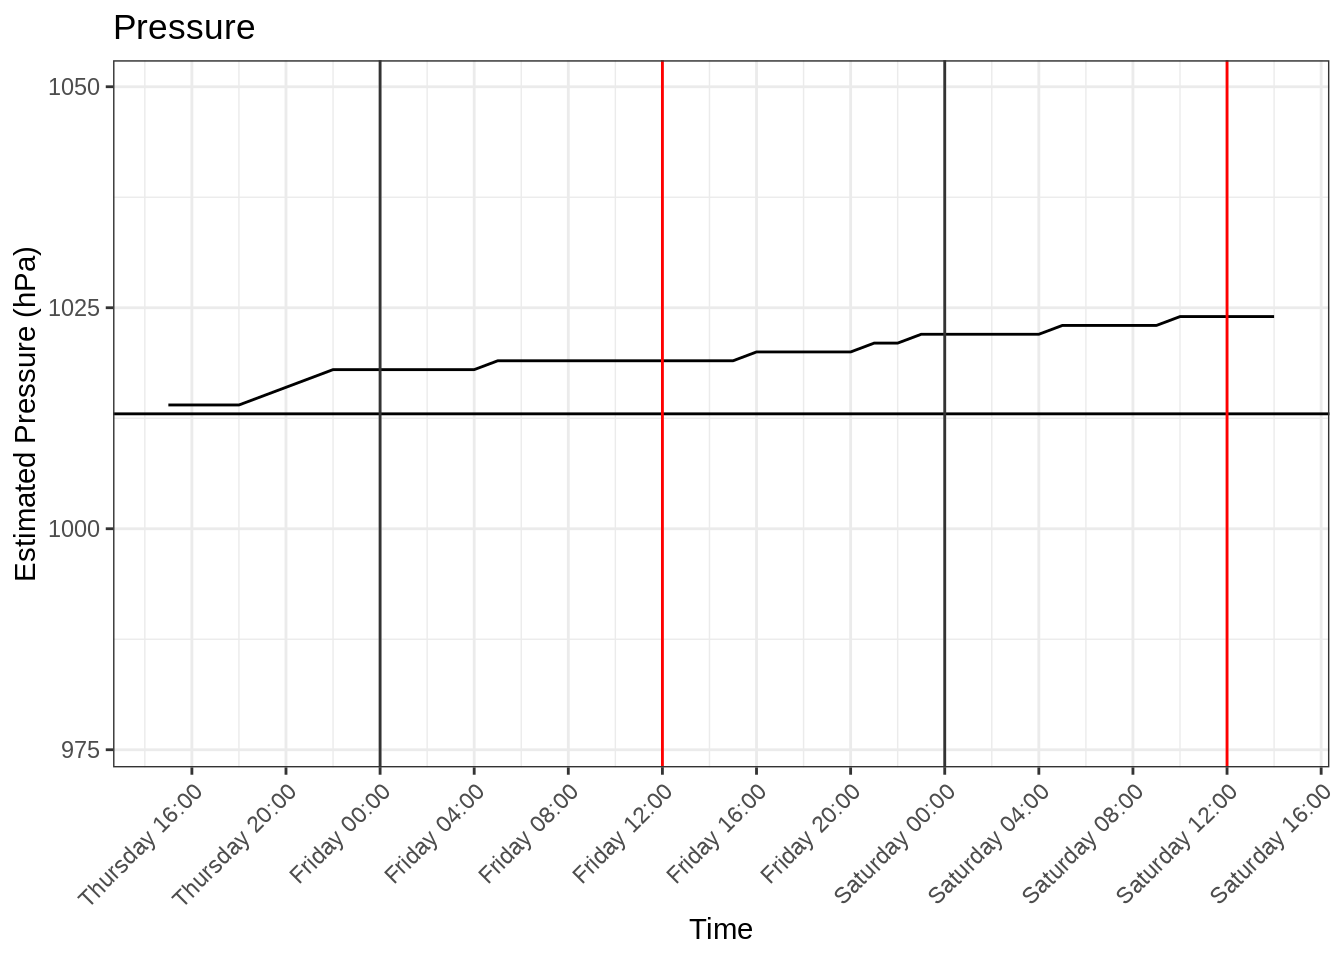 Pressure
Estimated Pressure (hPa)
1050
1025
1000
975
Thursday 16:00
Thursday 20:00
Friday 00:00
Friday 04:00
Friday 08:00
Friday 12:00
Friday 16:00
Friday 20:00
Saturday 00:00
Saturday 04:00
Saturday 08:00
Saturday 12:00
Saturday 16:00
Time